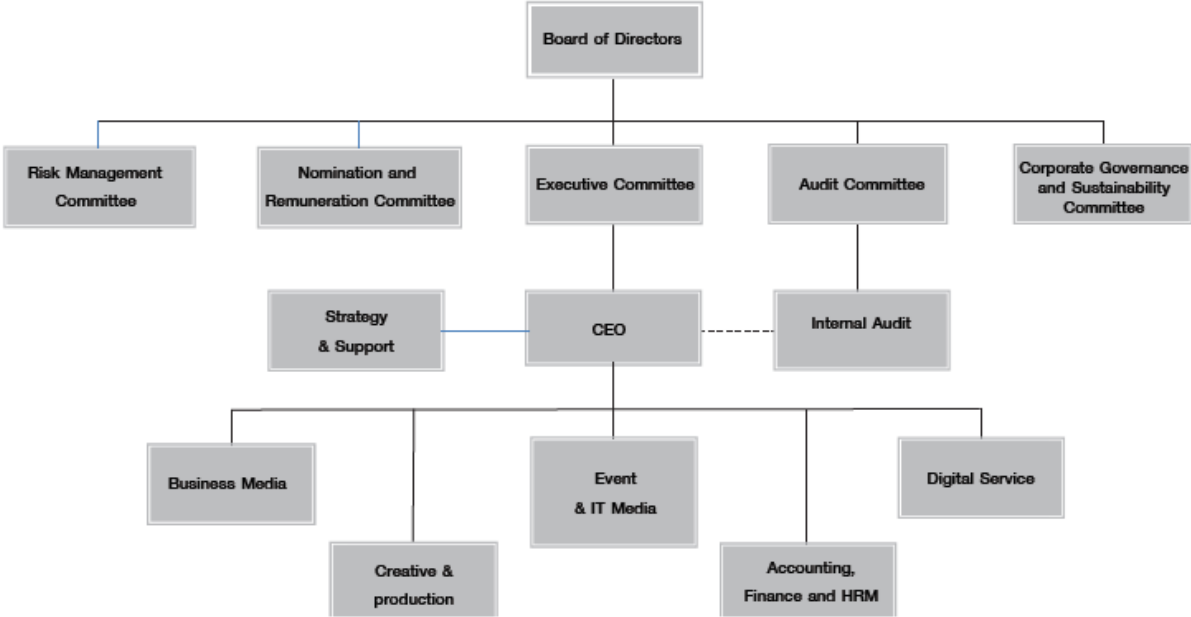 Board of Directors
Risk Management
Committee
Nomination and
Remuneration Committee
Executive Committee
Audit Committee
Corporate Governance
and Sustainability
Committee
Strategy
& Support
CEO
Internal Audit
Business Media
Event
& IT Media
Digital Service
Creative &
production
Accounting,
Finance and HRM